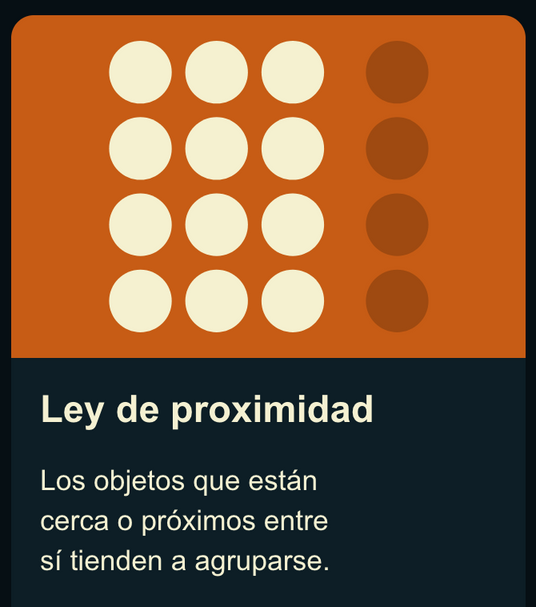 Ley de proximidad
Los objetos que están
cerca o próximos entre
sí tienden a agruparse.